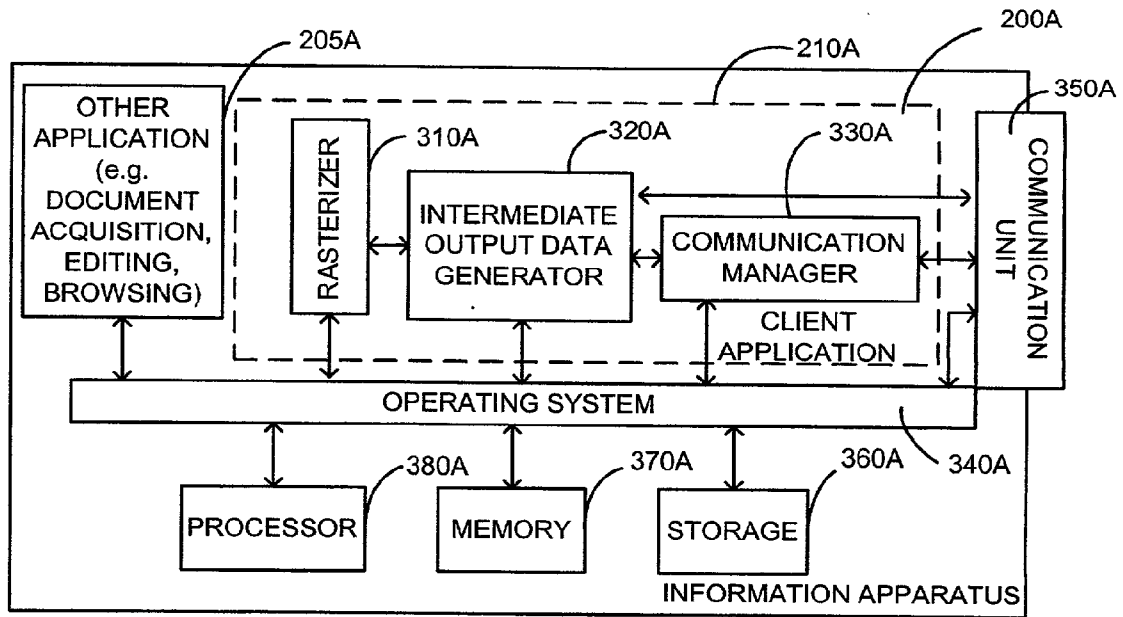 205A
210A
200A
OTHER
APPLICATION
(e.g.
DOCUMENT
ACQUISITION,
EDITING,
BROWSING)
RASTERIZER
310A
320A
INTERMEDIATE
OUTPUT DATA
GENERATOR
330A
COMMUNICATION
MANAGER
CLIENT
APPLICATION
350A
COMMUNICATION
UNIT
OPERATING SYSTEM
340A
380A
PROCESSOR
370A
MEMORY
360A
STORAGE
INFORMATION APPARATUS